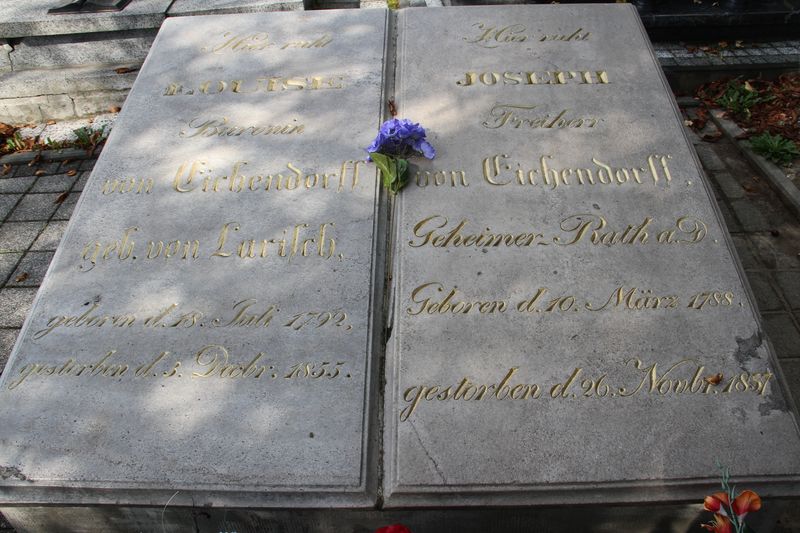 Hier ruht
LOUISE
Baronin
von Eichendorff
geb. von Larisch.
geboren d. 18. Juli 1792,
gestorben d. 3. Decbr. 1855.
Hier ruht
JOSEPH
Freiherr
von Eichendorff.
Geheimer-Rath a.D.
Geboren d. 10. März 1788.
gestorben d. 26. Novbr. 1857